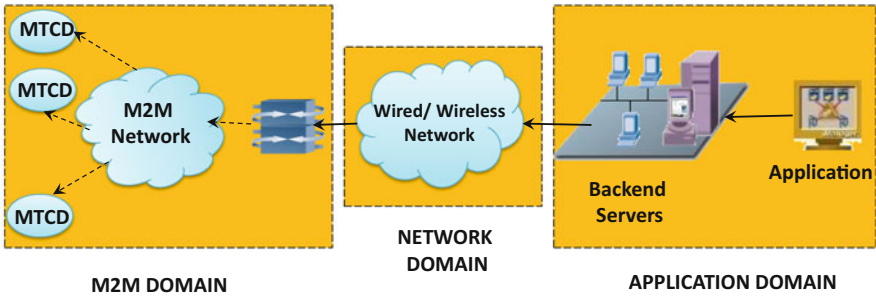 MTCD
MTCD
MTCD
M2M
Network
Wired/ Wireless
Network
Backend
Servers
Application
M2M DOMAIN
NETWORK
DOMAIN
APPLICATION DOMAIN